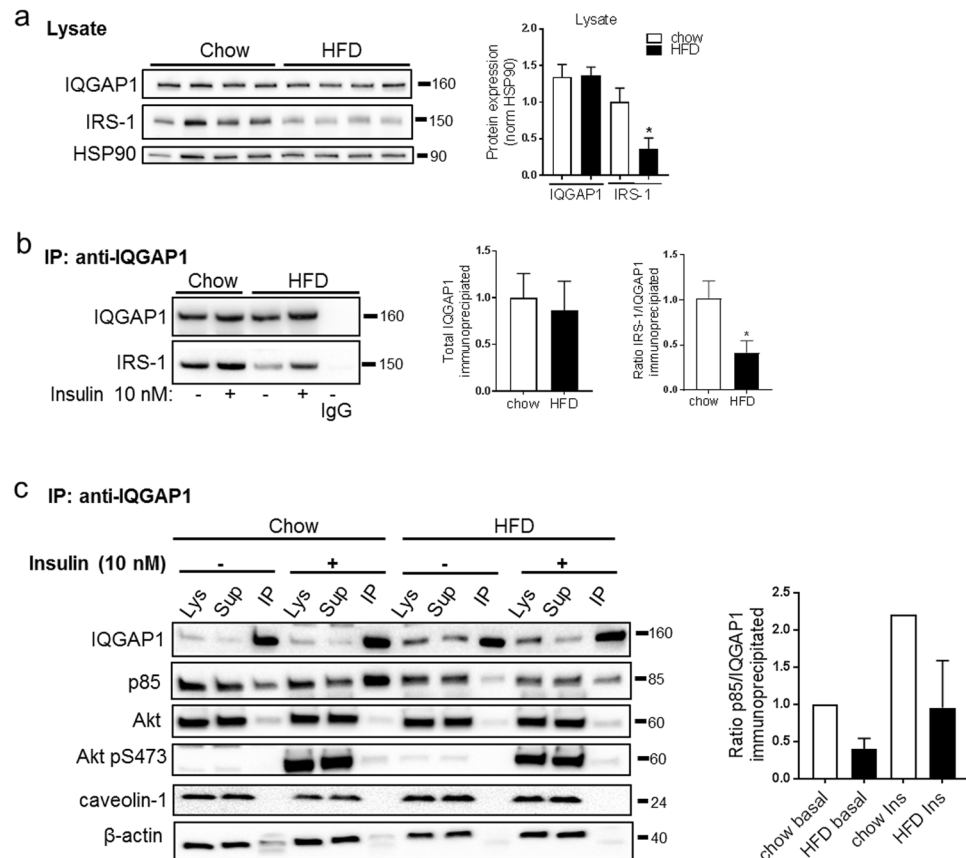 a
Lysate
Chow HFD
IQGAP1 160
IRS-1 150
HSP90 90
Lysate
chow
HFD
Protein expression
(norm HSP90)
2.0
1.5
1.0
0.5
0.0
*
IQGAP1 IRS-1
b
IP: anti-IQGAP1
Chow HFD
IQGAP1 160
IRS-1 150
Insulin 10 nM: - + - + -
IgG
Total IQGAP1
immunoprecipiated
1.5
1.0
0.5
0.0
chow HFD
Ratio IRS-1/IQGAP1
immunoprecipitated
1.5
1.0
0.5
0.0
*
chow HFD
c
IP: anti-IQGAP1
Chow HFD
Insulin (10 nM) - + - +
Lys Sup IP Lys Sup IP Lys Sup IP Lys Sup IP
IQGAP1 160
p85 85
Akt 60
Akt pS473 60
caveolin-1 24
β-actin 40
Ratio p85/IQGAP1
immunoprecipitated
2.5
2.0
1.5
1.0
0.5
0.0
chow basal HFD basal chow Ins HFD Ins